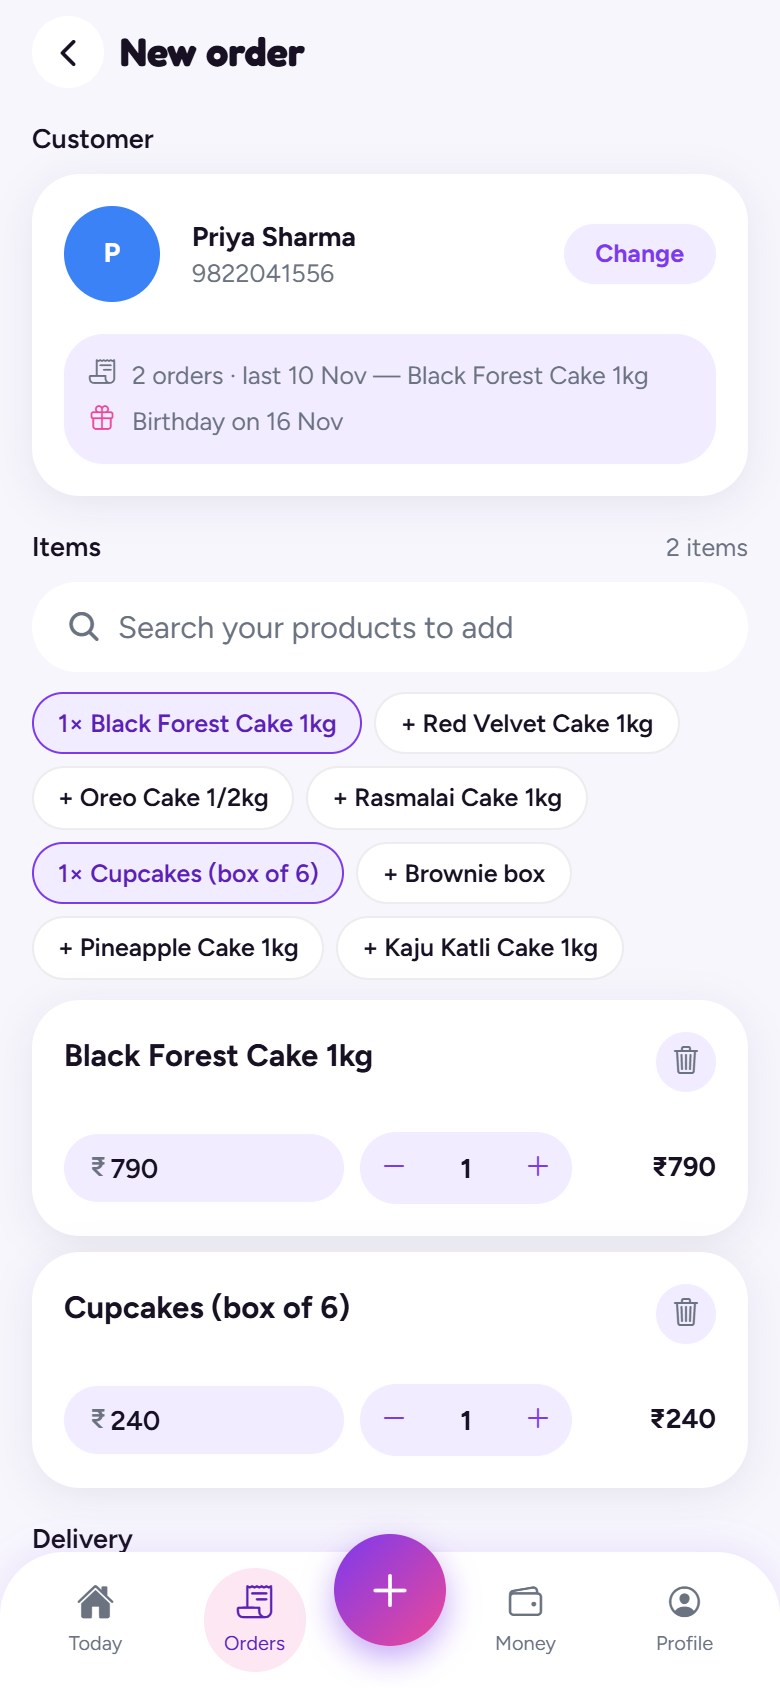 New order
Customer
P
Priya Sharma
9822041556
Change
2 orders · last 10 Nov — Black Forest Cake 1kg
Birthday on 16 Nov
Items
2 items
Search your products to add
1× Black Forest Cake 1kg
+ Red Velvet Cake 1kg
+ Oreo Cake 1/2kg
+ Rasmalai Cake 1kg
1× Cupcakes (box of 6)
+ Brownie box
+ Pineapple Cake 1kg
+ Kaju Katli Cake 1kg
Black Forest Cake 1kg
₹ 790
− 1 +
₹790
Cupcakes (box of 6)
₹ 240
− 1 +
₹240
Delivery
Today
Orders
+
Money
Profile